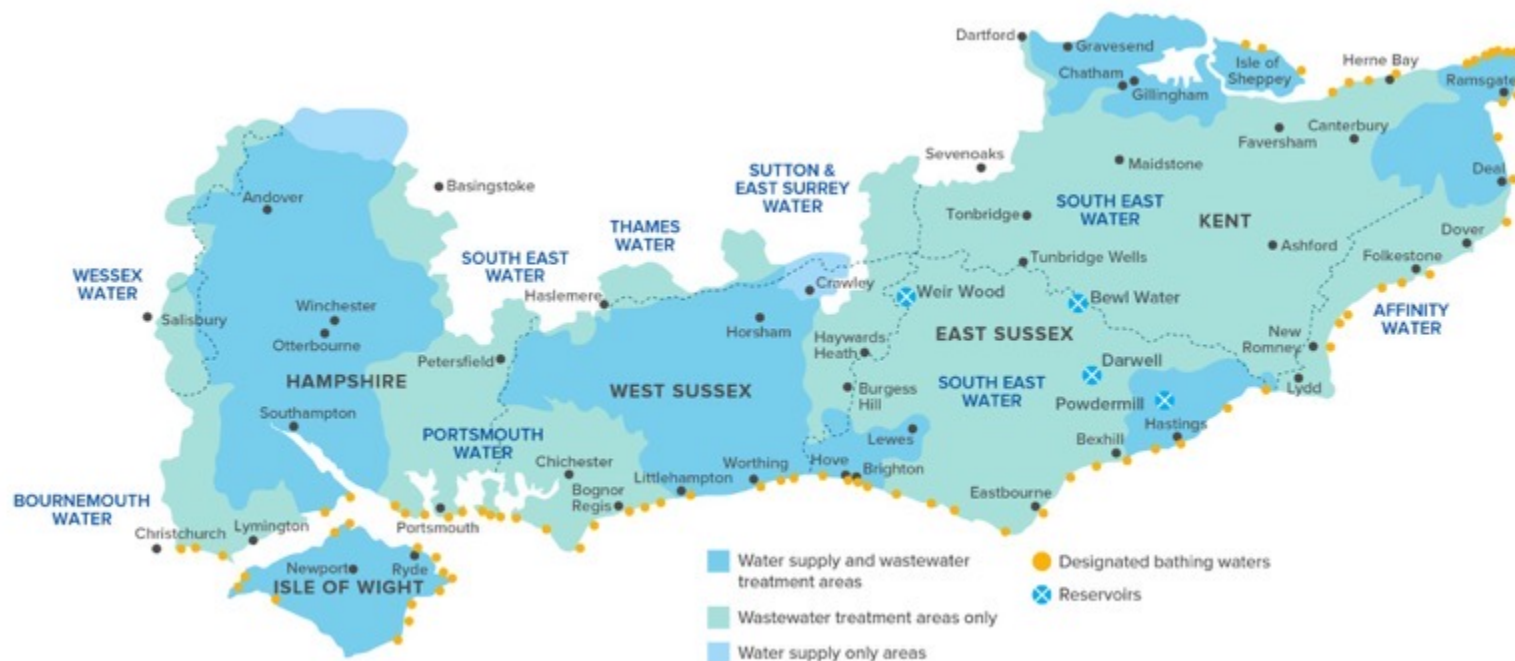 Dartford
Gravesend
Chatham
Gillingham
Isle of
Sheppey
Herne Bay
Ramsgate
Faversham
Canterbury
Sevenoaks
Maidstone
Deal
Basingstoke
Andover
SUTTON &
EAST SURREY
WATER
SOUTH EAST
WATER
KENT
Tonbridge
THAMES
WATER
Ashford
Dover
SOUTH EAST
WATER
Tunbridge Wells
Folkestone
WESSEX
WATER
Haslemere
Crawley
Weir Wood
Bewl Water
AFFINITY
WATER
Salisbury
Winchester
Otterbourne
Horsham
Haywards
Heath
EAST SUSSEX
New
Romney
Petersfield
Darwell
Lydd
HAMPSHIRE
WEST SUSSEX
Burgess
Hill
SOUTH EAST
WATER
Powdermill
Southampton
Hastings
PORTSMOUTH
WATER
Lewes
Bexhill
Chichester
Worthing
Hove
Brighton
Littlehampton
Bognor
Regis
Eastbourne
BOURNEMOUTH
WATER
Christchurch
Lymington
Portsmouth
Newport
Ryde
ISLE OF WIGHT
Water supply and wastewater
treatment areas
Wastewater treatment areas only
Water supply only areas
Designated bathing waters
Reservoirs